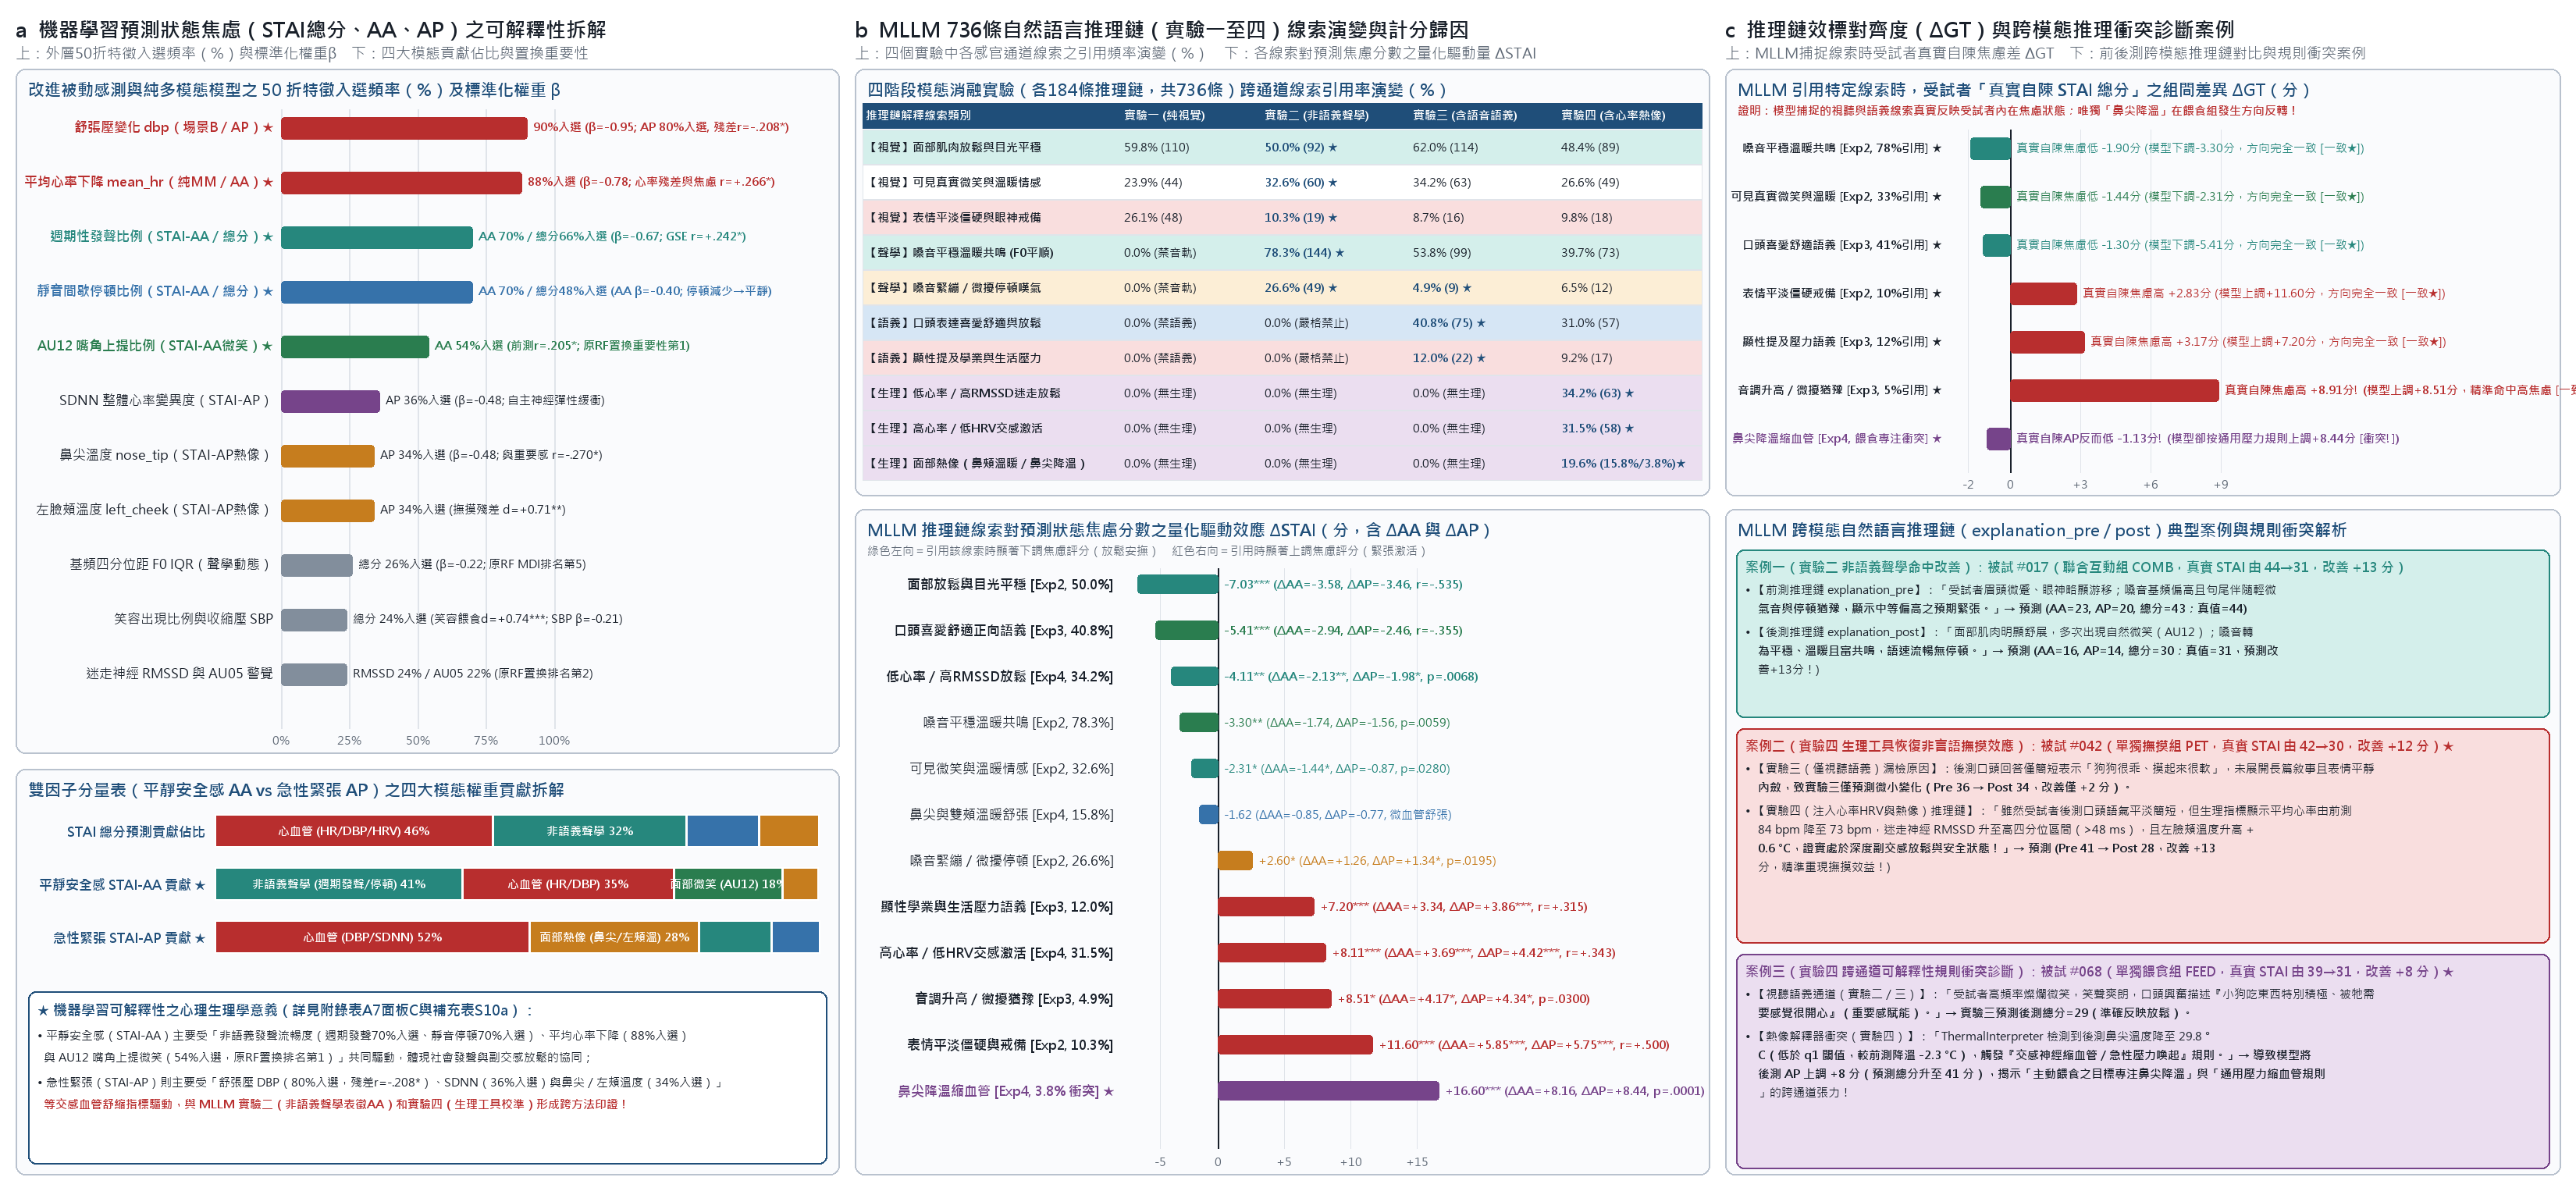 a 機器學習預測狀態焦慮（STAI總分、AA、AP）之可解釋性拆解
上：外層50折特徵入選頻率（%）與標準化權重β　下：四大模態貢獻佔比與置換重要性
改進被動感測與純多模態模型之 50 折特徵入選頻率（%）及標準化權重 β
舒張壓變化 dbp（場景B / AP）★
90%入選 (β=-0.95; AP 80%入選, 殘差r=-.208*)
平均心率下降 mean_hr（純MM / AA）★
88%入選 (β=-0.78; 心率殘差與焦慮 r=+.266*)
週期性發聲比例（STAI-AA / 總分）★
AA 70% / 總分66%入選 (β=-0.67; GSE r=+.242*)
靜音間歇停頓比例（STAI-AA / 總分）★
AA 70% / 總分48%入選 (AA β=-0.40; 停頓減少→平靜)
AU12 嘴角上提比例（STAI-AA微笑）★
AA 54%入選 (前測r=.205*; 原RF置換重要性第1)
SDNN 整體心率變異度（STAI-AP）
AP 36%入選 (β=-0.48; 自主神經彈性緩衝)
鼻尖溫度 nose_tip（STAI-AP熱像）
AP 34%入選 (β=-0.48; 與重要感 r=-.270*)
左臉頰溫度 left_cheek（STAI-AP熱像）
AP 34%入選 (撫摸殘差 d=+0.71**)
基頻四分位距 F0 IQR（聲學動態）
總分 26%入選 (β=-0.22; 原RF MDI排名第5)
笑容出現比例與收縮壓 SBP
總分 24%入選 (笑容餵食d=+0.74***; SBP β=-0.21)
迷走神經 RMSSD 與 AU05 警覺
RMSSD 24% / AU05 22% (原RF置換排名第2)
0% 25% 50% 75% 100%
雙因子分量表（平靜安全感 AA vs 急性緊張 AP）之四大模態權重貢獻拆解
STAI 總分預測貢獻佔比
心血管 (HR/DBP/HRV) 46%
非語義聲學 32%
平靜安全感 STAI-AA 貢獻 ★
非語義聲學 (週期發聲/停頓) 41%
心血管 (HR/DBP) 35%
面部微笑 (AU12) 18%
急性緊張 STAI-AP 貢獻 ★
心血管 (DBP/SDNN) 52%
面部熱像 (鼻尖/左頰溫) 28%
★ 機器學習可解釋性之心理生理學意義（詳見附錄表A7面板C與補充表S10a）：
• 平靜安全感（STAI-AA）主要受「非語義發聲流暢度（週期發聲70%入選、靜音停頓70%入選）、平均心率下降（88%入選）
與 AU12 嘴角上提微笑（54%入選，原RF置換排名第1）」共同驅動，體現社會發聲與副交感放鬆的協同；
• 急性緊張（STAI-AP）則主要受「舒張壓 DBP（80%入選，殘差r=-.208*）、SDNN（36%入選）與鼻尖 / 左頰溫度（34%入選）」
等交感血管舒縮指標驅動，與 MLLM 實驗二（非語義聲學表徵AA）和實驗四（生理工具校準）形成跨方法印證！
b MLLM 736條自然語言推理鏈（實驗一至四）線索演變與計分歸因
上：四個實驗中各感官通道線索之引用頻率演變（%）　下：各線索對預測焦慮分數之量化驅動量 ΔSTAI
四階段模態消融實驗（各184條推理鏈，共736條）跨通道線索引用率演變（%）
推理鏈解釋線索類別 實驗一 (純視覺) 實驗二 (非語義聲學) 實驗三 (含語音語義) 實驗四 (含心率熱像)
【視覺】面部肌肉放鬆與目光平穩 59.8% (110) 50.0% (92) ★ 62.0% (114) 48.4% (89)
【視覺】可見真實微笑與溫暖情感 23.9% (44) 32.6% (60) ★ 34.2% (63) 26.6% (49)
【視覺】表情平淡僵硬與眼神戒備 26.1% (48) 10.3% (19) ★ 8.7% (16) 9.8% (18)
【聲學】嗓音平穩溫暖共鳴 (F0平順) 0.0% (禁音軌) 78.3% (144) ★ 53.8% (99) 39.7% (73)
【聲學】嗓音緊繃 / 微擾停頓嘆氣 0.0% (禁音軌) 26.6% (49) ★ 4.9% (9) ★ 6.5% (12)
【語義】口頭表達喜愛舒適與放鬆 0.0% (禁語義) 0.0% (嚴格禁止) 40.8% (75) ★ 31.0% (57)
【語義】顯性提及學業與生活壓力 0.0% (禁語義) 0.0% (嚴格禁止) 12.0% (22) ★ 9.2% (17)
【生理】低心率 / 高RMSSD迷走放鬆 0.0% (無生理) 0.0% (無生理) 0.0% (無生理) 34.2% (63) ★
【生理】高心率 / 低HRV交感激活 0.0% (無生理) 0.0% (無生理) 0.0% (無生理) 31.5% (58) ★
【生理】面部熱像（鼻頰溫暖 / 鼻尖降溫） 0.0% (無生理) 0.0% (無生理) 0.0% (無生理) 19.6% (15.8%/3.8%)★
MLLM 推理鏈線索對預測狀態焦慮分數之量化驅動效應 ΔSTAI（分，含 ΔAA 與 ΔAP）
綠色左向 = 引用該線索時顯著下調焦慮評分（放鬆安撫）　紅色右向 = 引用時顯著上調焦慮評分（緊張激活）
面部放鬆與目光平穩 [Exp2, 50.0%]
-7.03*** (ΔAA=-3.58, ΔAP=-3.46, r=-.535)
口頭喜愛舒適正向語義 [Exp3, 40.8%]
-5.41*** (ΔAA=-2.94, ΔAP=-2.46, r=-.355)
低心率 / 高RMSSD放鬆 [Exp4, 34.2%]
-4.11** (ΔAA=-2.13**, ΔAP=-1.98*, p=.0068)
嗓音平穩溫暖共鳴 [Exp2, 78.3%]
-3.30** (ΔAA=-1.74, ΔAP=-1.56, p=.0059)
可見微笑與溫暖情感 [Exp2, 32.6%]
-2.31* (ΔAA=-1.44*, ΔAP=-0.87, p=.0280)
鼻尖與雙頰溫暖舒張 [Exp4, 15.8%]
-1.62 (ΔAA=-0.85, ΔAP=-0.77, 微血管舒張)
嗓音緊繃 / 微擾停頓 [Exp2, 26.6%]
+2.60* (ΔAA=+1.26, ΔAP=+1.34*, p=.0195)
顯性學業與生活壓力語義 [Exp3, 12.0%]
+7.20*** (ΔAA=+3.34, ΔAP=+3.86***, r=+.315)
高心率 / 低HRV交感激活 [Exp4, 31.5%]
+8.11*** (ΔAA=+3.69***, ΔAP=+4.42***, r=+.343)
音調升高 / 微擾猶豫 [Exp3, 4.9%]
+8.51* (ΔAA=+4.17*, ΔAP=+4.34*, p=.0300)
表情平淡僵硬與戒備 [Exp2, 10.3%]
+11.60*** (ΔAA=+5.85***, ΔAP=+5.75***, r=+.500)
鼻尖降溫縮血管 [Exp4, 3.8% 衝突] ★
+16.60*** (ΔAA=+8.16, ΔAP=+8.44, p=.0001)
-5 0 +5 +10 +15
c 推理鏈效標對齊度（ΔGT）與跨模態推理衝突診斷案例
上：MLLM捕捉線索時受試者真實自陳焦慮差 ΔGT　下：前後測跨模態推理鏈對比與規則衝突案例
MLLM 引用特定線索時，受試者「真實自陳 STAI 總分」之組間差異 ΔGT（分）
證明：模型捕捉的視聽與語義線索真實反映受試者內在焦慮狀態；唯獨「鼻尖降溫」在餵食組發生方向反轉！
嗓音平穩溫暖共鳴 [Exp2, 78%引用] ★
真實自陳焦慮低 -1.90分 (模型下調-3.30分，方向完全一致 [一致★])
可見真實微笑與溫暖 [Exp2, 33%引用] ★
真實自陳焦慮低 -1.44分 (模型下調-2.31分，方向完全一致 [一致★])
口頭喜愛舒適語義 [Exp3, 41%引用] ★
真實自陳焦慮低 -1.30分 (模型下調-5.41分，方向完全一致 [一致★])
表情平淡僵硬戒備 [Exp2, 10%引用] ★
真實自陳焦慮高 +2.83分 (模型上調+11.60分，方向完全一致 [一致★])
顯性提及壓力語義 [Exp3, 12%引用] ★
真實自陳焦慮高 +3.17分 (模型上調+7.20分，方向完全一致 [一致★])
音調升高 / 微擾猶豫 [Exp3, 5%引用] ★
真實自陳焦慮高 +8.91分! (模型上調+8.51分，精準命中高焦慮 [一
鼻尖降溫縮血管 [Exp4, 餵食專注衝突] ★
真實自陳AP反而低 -1.13分! (模型卻按通用壓力規則上調+8.44分 [衝突!])
-2 0 +3 +6 +9
MLLM 跨模態自然語言推理鏈（explanation_pre / post）典型案例與規則衝突解析
案例一（實驗二 非語義聲學命中改善）：被試 #017（聯合互動組 COMB，真實 STAI 由 44→31，改善 +13 分）
• 【前測推理鏈 explanation_pre】：「受試者眉頭微蹙、眼神略顯游移；嗓音基頻偏高且句尾伴隨輕微
氣音與停頓猶豫，顯示中等偏高之預期緊張。」→ 預測 (AA=23, AP=20, 總分=43；真值=44)
• 【後測推理鏈 explanation_post】：「面部肌肉明顯舒展，多次出現自然微笑（AU12）；嗓音轉
為平穩、溫暖且富共鳴，語速流暢無停頓。」→ 預測 (AA=16, AP=14, 總分=30；真值=31，預測改
善+13分！)
案例二（實驗四 生理工具恢復非言語撫摸效應）：被試 #042（單獨撫摸組 PET，真實 STAI 由 42→30，改善 +12 分）★
• 【實驗三（僅視聽語義）漏檢原因】：後測口頭回答僅簡短表示「狗狗很乖、摸起來很軟」，未展開長篇敘事且表情平靜
內斂，致實驗三僅預測微小變化（Pre 36 → Post 34，改善僅 +2 分）。
• 【實驗四（注入心率HRV與熱像）推理鏈】：「雖然受試者後測口頭語氣平淡簡短，但生理指標顯示平均心率由前測
84 bpm 降至 73 bpm，迷走神經 RMSSD 升至高四分位區間（>48 ms），且左臉頰溫度升高 +
0.6 °C，證實處於深度副交感放鬆與安全狀態！」→ 預測 (Pre 41 → Post 28，改善 +13
分，精準重現撫摸效益！)
案例三（實驗四 跨通道可解釋性規則衝突診斷）：被試 #068（單獨餵食組 FEED，真實 STAI 由 39→31，改善 +8 分）★
• 【視聽語義通道（實驗二 / 三）】：「受試者高頻率燦爛微笑，笑聲爽朗，口頭興奮描述『小狗吃東西特別積極、被牠需
要感覺很開心』（重要感賦能）。」→ 實驗三預測後測總分=29（準確反映放鬆）。
• 【熱像解釋器衝突（實驗四）】：「ThermalInterpreter 檢測到後測鼻尖溫度降至 29.8 °
C（低於 q1 閾值，較前測降溫 -2.3 °C），觸發『交感神經縮血管 / 急性壓力喚起』規則。」→ 導致模型將
後測 AP 上調 +8 分（預測總分升至 41 分），揭示「主動餵食之目標專注鼻尖降溫」與「通用壓力縮血管規則
」的跨通道張力！